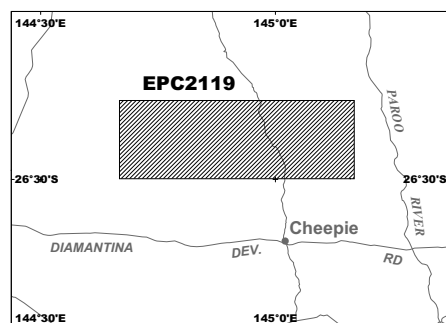 144°30'E 145°0'E
EPC2119
PAROO
26°30'S 26°30'S
RIVER
Cheepie
DIAMANTINA DEV. RD
144°30'E 145°0'E